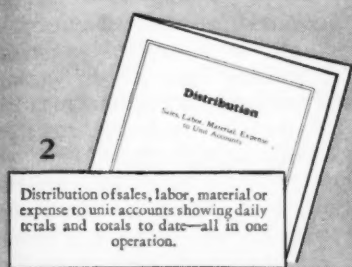 Distribution
Sales, Labor, Material, Expense
to Unit Accounts
2
Distribution of sales, labor, material or
expense to unit accounts showing daily
totals and totals to date—all in one
operation.